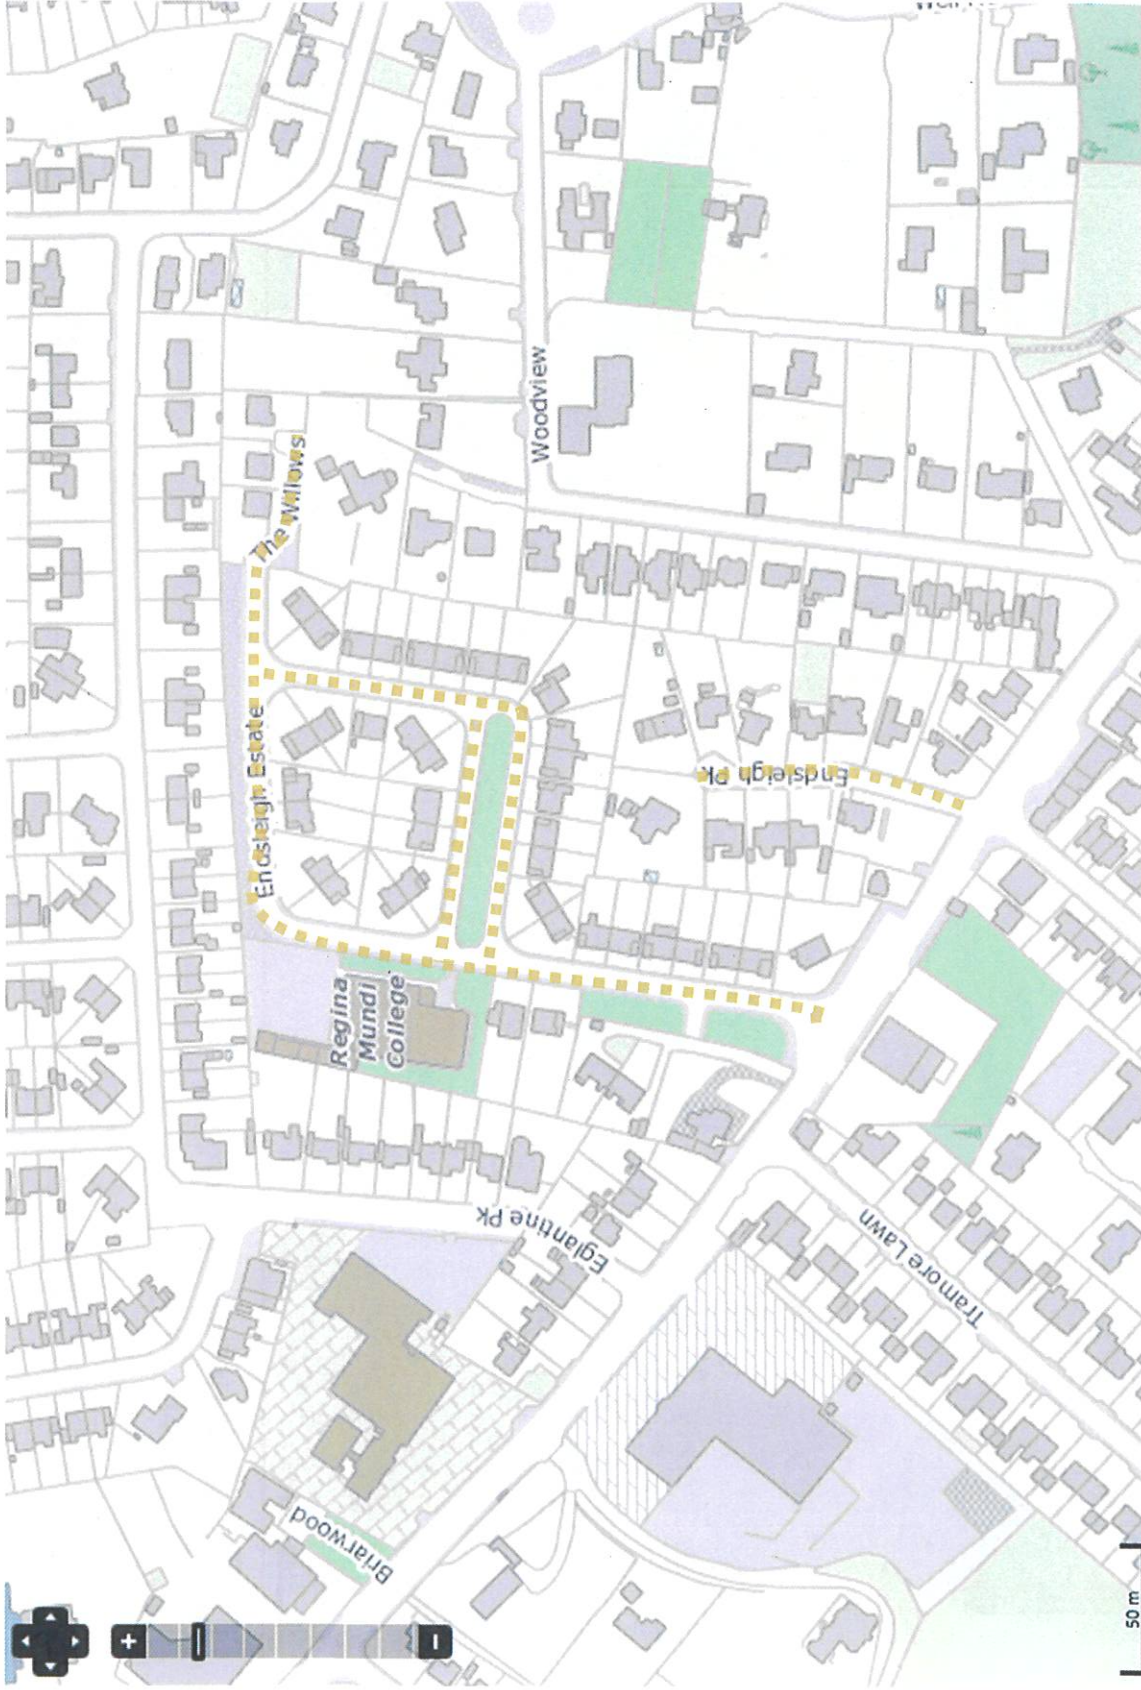 Woodview
The Willows
Endsleigh Estate
Endsleigh Pk
Regina
Mundi
College
Eglantine Pk
Tramore Lawn
Briarwood
+
-
50 m